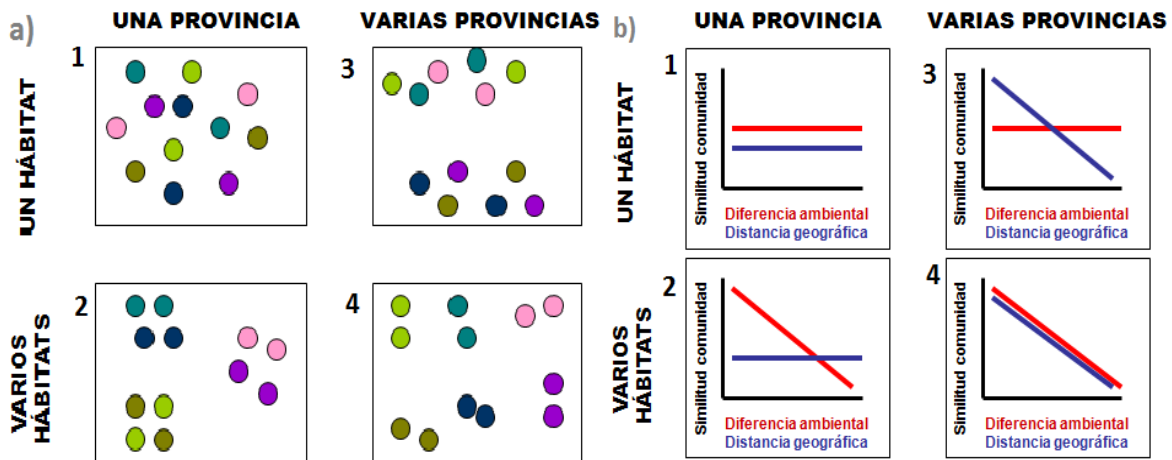 a)
UNA PROVINCIA
VARIAS PROVINCIAS
UN HÁBITAT
1
3
VARIOS
HÁBITATS
2
4
b)
UNA PROVINCIA
VARIAS PROVINCIAS
UN HÁBITAT
1
Similitud comunidad
Diferencia ambiental
Distancia geográfica
3
Similitud comunidad
Diferencia ambiental
Distancia geográfica
VARIOS
HÁBITATS
2
Similitud comunidad
Diferencia ambiental
Distancia geográfica
4
Similitud comunidad
Diferencia ambiental
Distancia geográfica